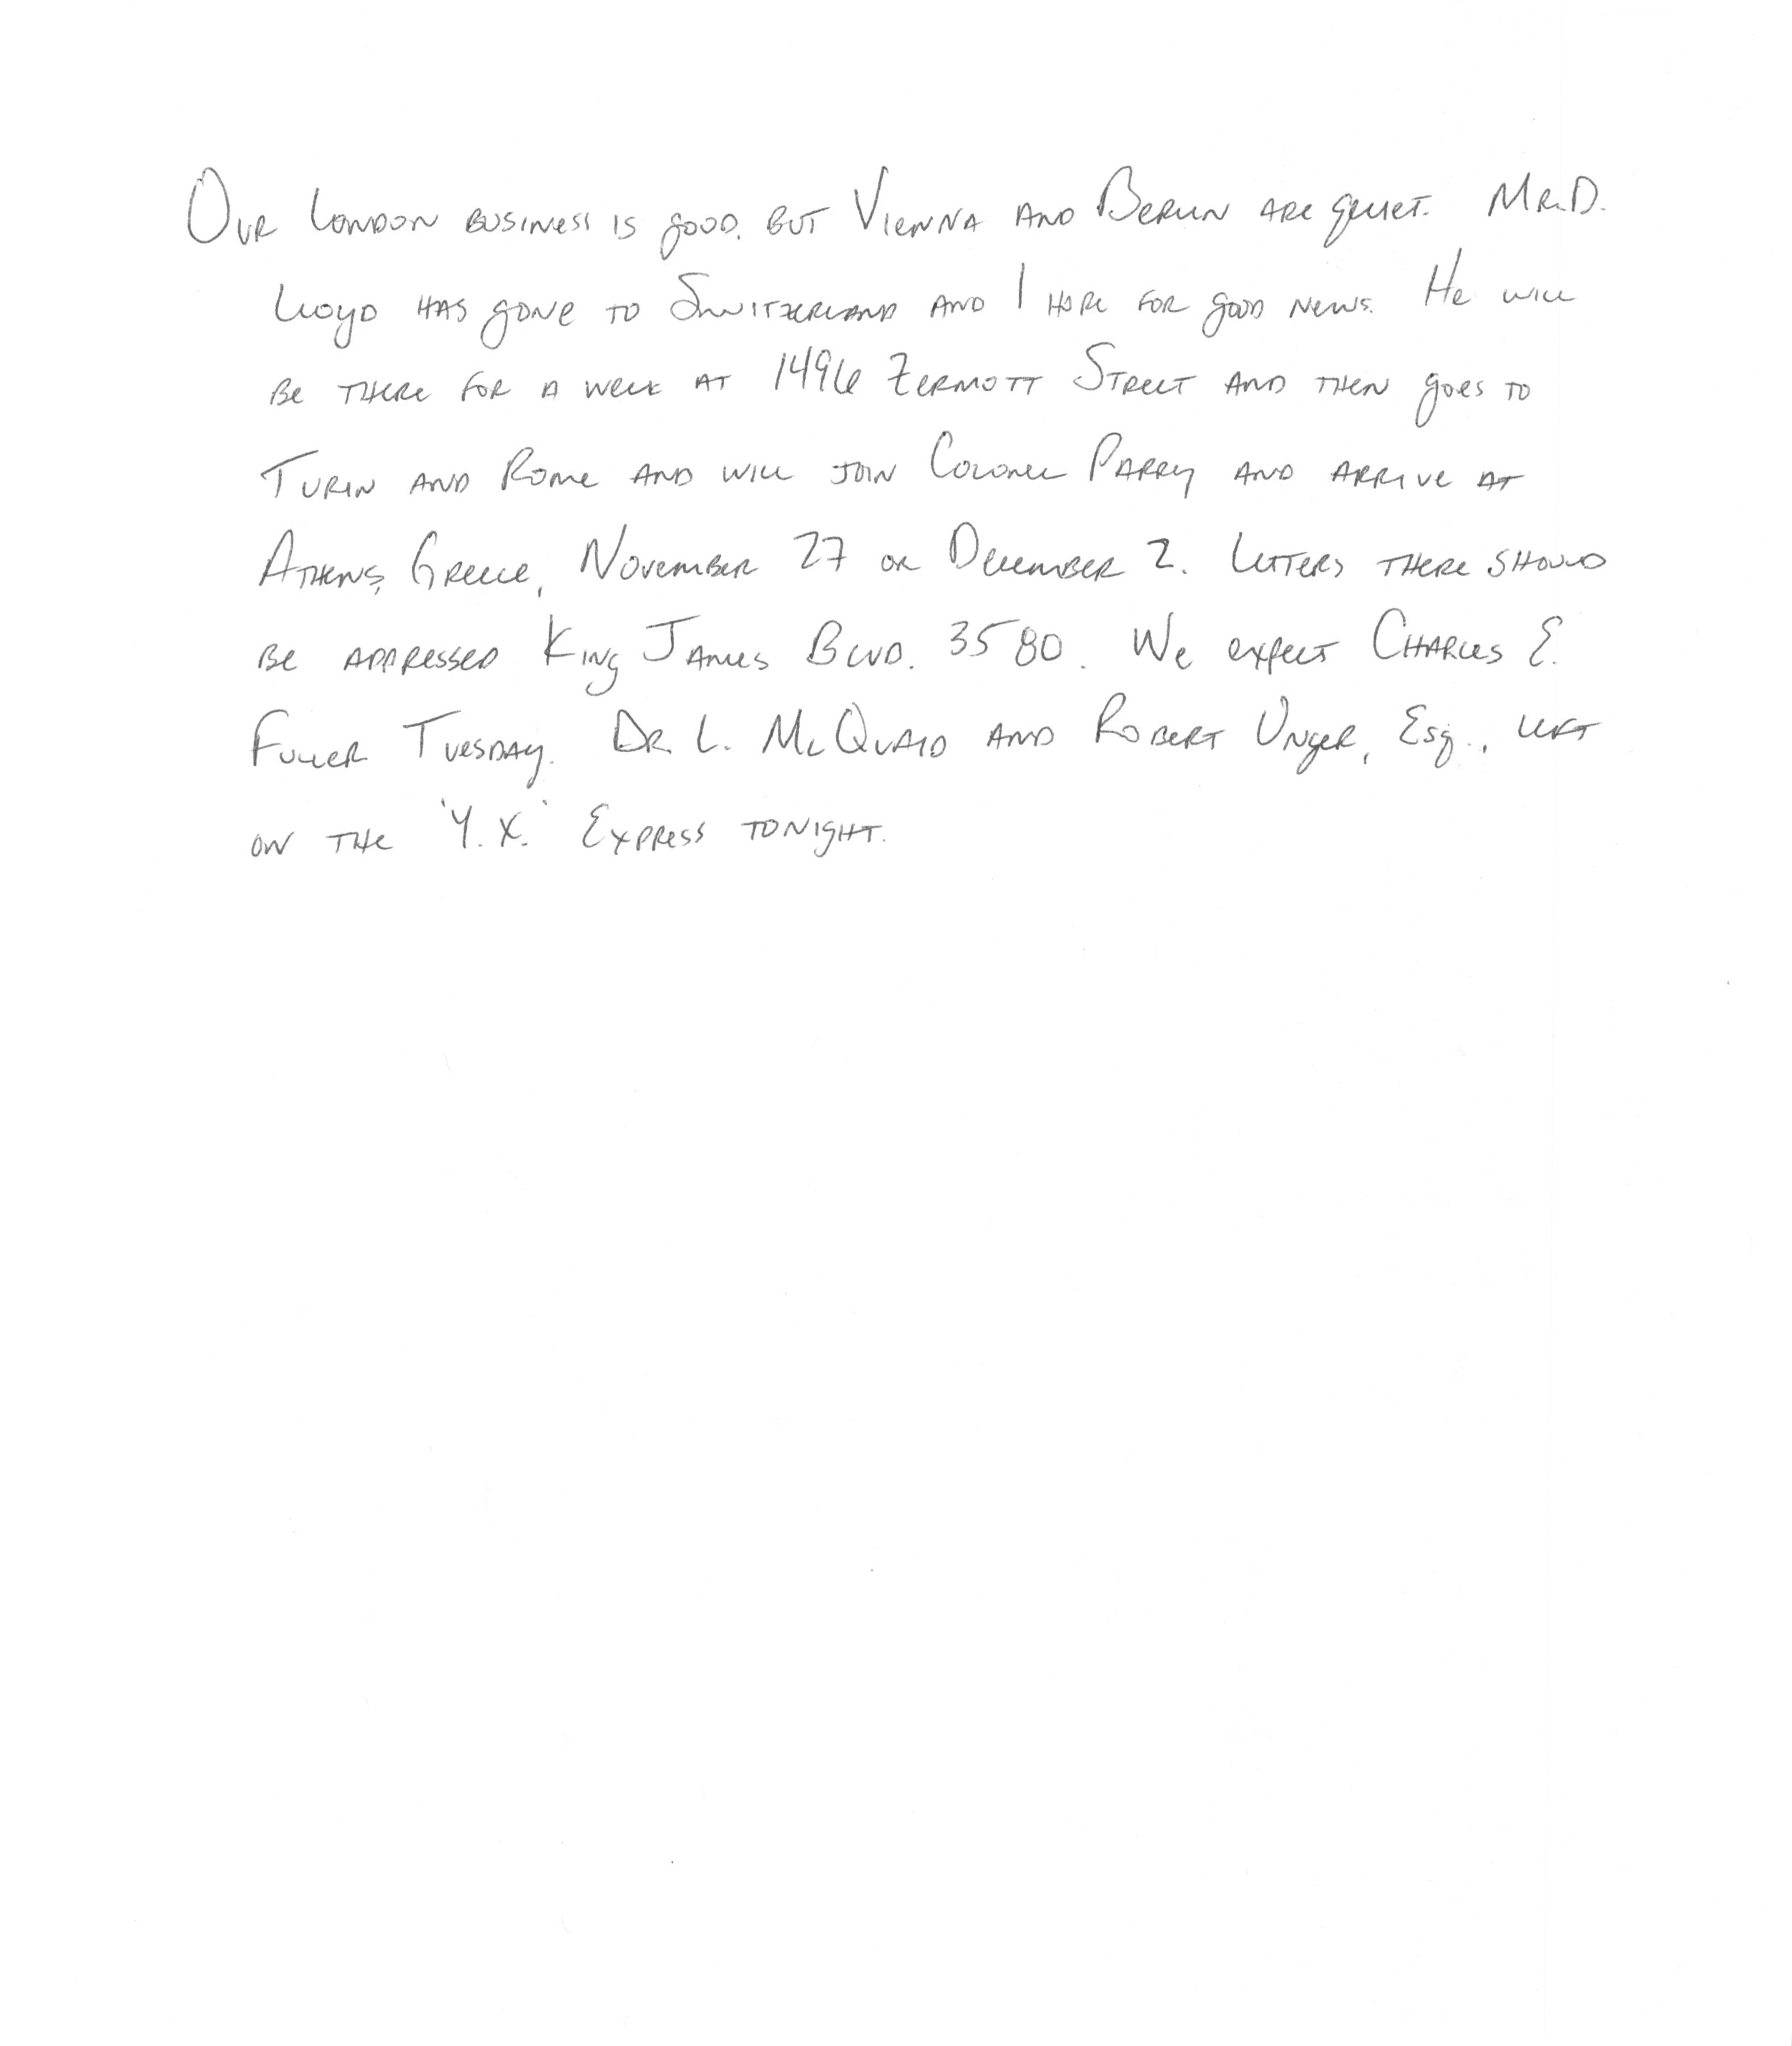 Our London business is good, but Vienna and Berlin are quiet. Mr. D.
Lloyd has gone to Switzerland and I hope for good news. He will
be there for a week at 1496 Zermott Street and then goes to
Turin and Rome and will join Colonel Parry and arrive at
Athens, Greece, November 27 or December 2. Letters there should
be addressed King James Blvd. 3580. We expect Charles E.
Fuller Tuesday. Dr. L. McQuaid and Robert Unger, Esq., left
on the 'Y.X.' Express tonight.